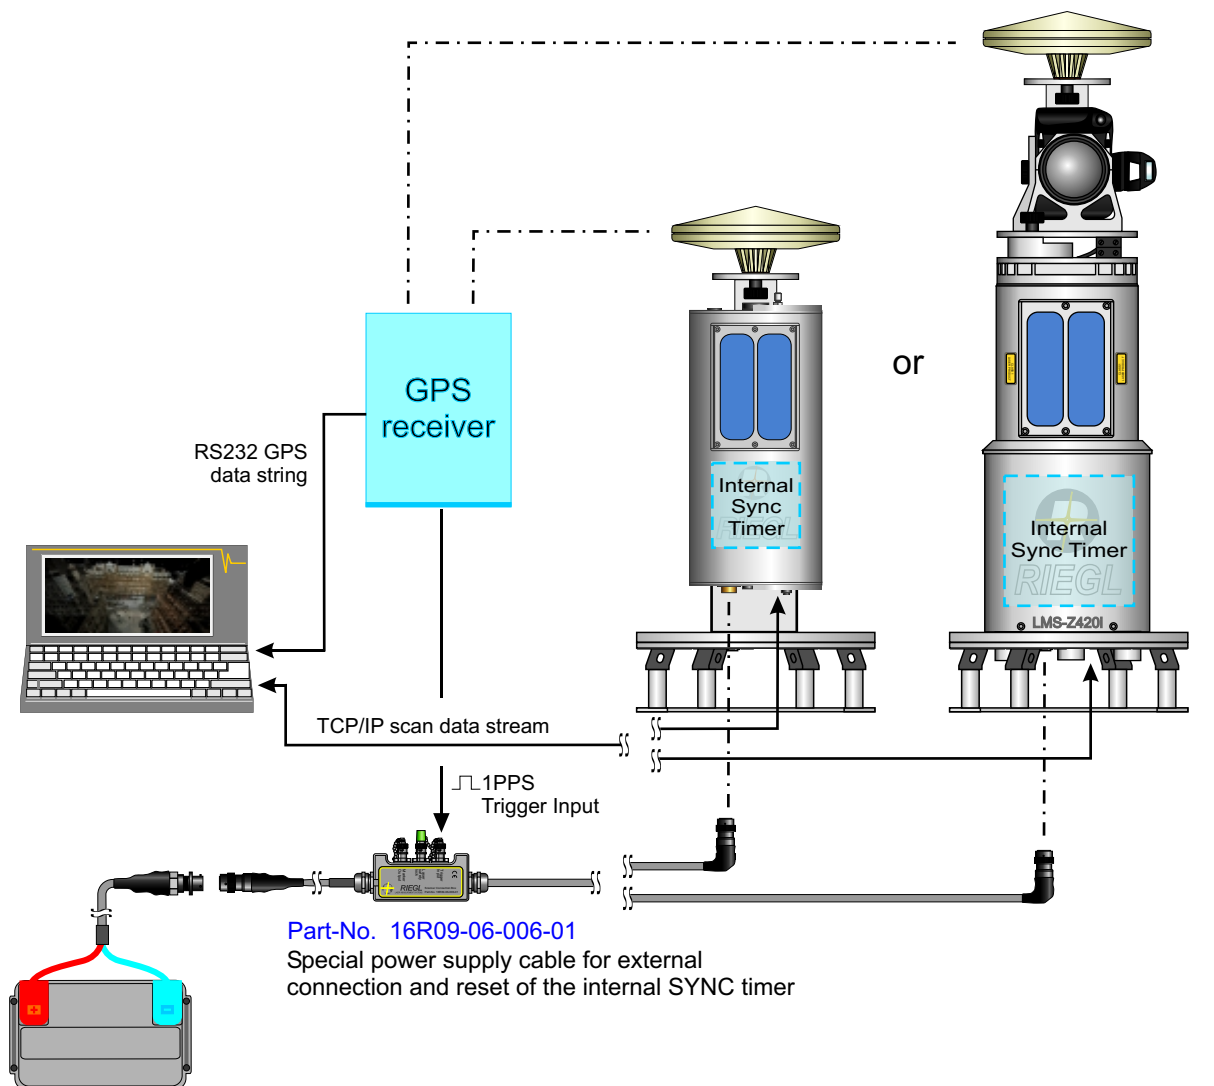 or
GPS
receiver
RS232 GPS
data string
Internal
Sync
Timer
RIEGL
Internal
Sync Timer
RIEGL
LMS-Z420I
TCP/IP scan data stream
1PPS
Trigger Input
RIEGL
Part-No. 16R09-06-006-01
Special power supply cable for external
connection and reset of the internal SYNC timer
+
–